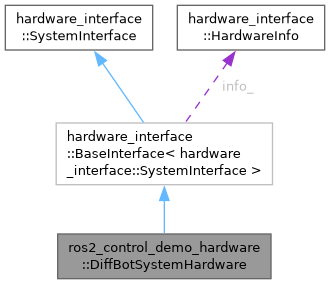 hardware_interface
::SystemInterface
hardware_interface
::HardwareInfo
info_
hardware_interface
::BaseInterface< hardware
_interface::SystemInterface >
ros2_control_demo_hardware
::DiffBotSystemHardware